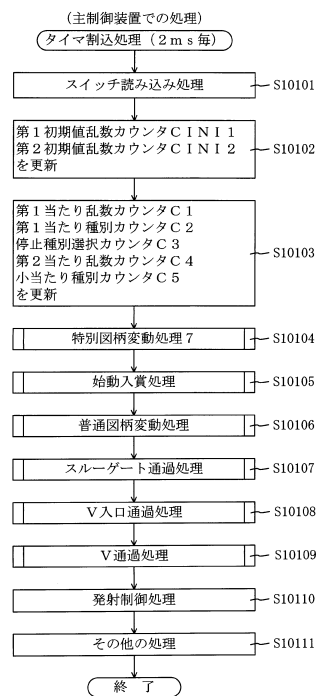 (主制御装置での処理)
タイマ割込処理(2ms毎)
スイッチ読み込み処理
S10101
第1初期値乱数カウンタCINI1
第2初期値乱数カウンタCINI2
を更新
S10102
第1当たり乱数カウンタC1
第1当たり種別カウンタC2
停止種別選択カウンタC3
第2当たり乱数カウンタC4
小当たり種別カウンタC5
を更新
S10103
特別図柄変動処理7
S10104
始動入賞処理
S10105
普通図柄変動処理
S10106
スルーゲート通過処理
S10107
V入口通過処理
S10108
V通過処理
S10109
発射制御処理
S10110
その他の処理
S10111
終 了